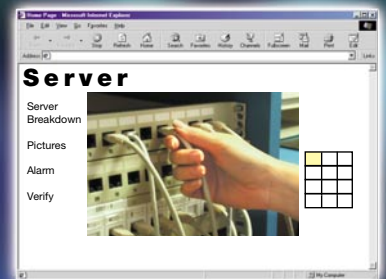 Home Page - Microsoft Internet Explorer
File Edit View Go Favorites Help
Stop Refresh Home Search Favorites History Channels Fullscreen Mail Print Edit
Address
Links
Server
Server
Breakdown
Pictures
Alarm
Verify
My Computer